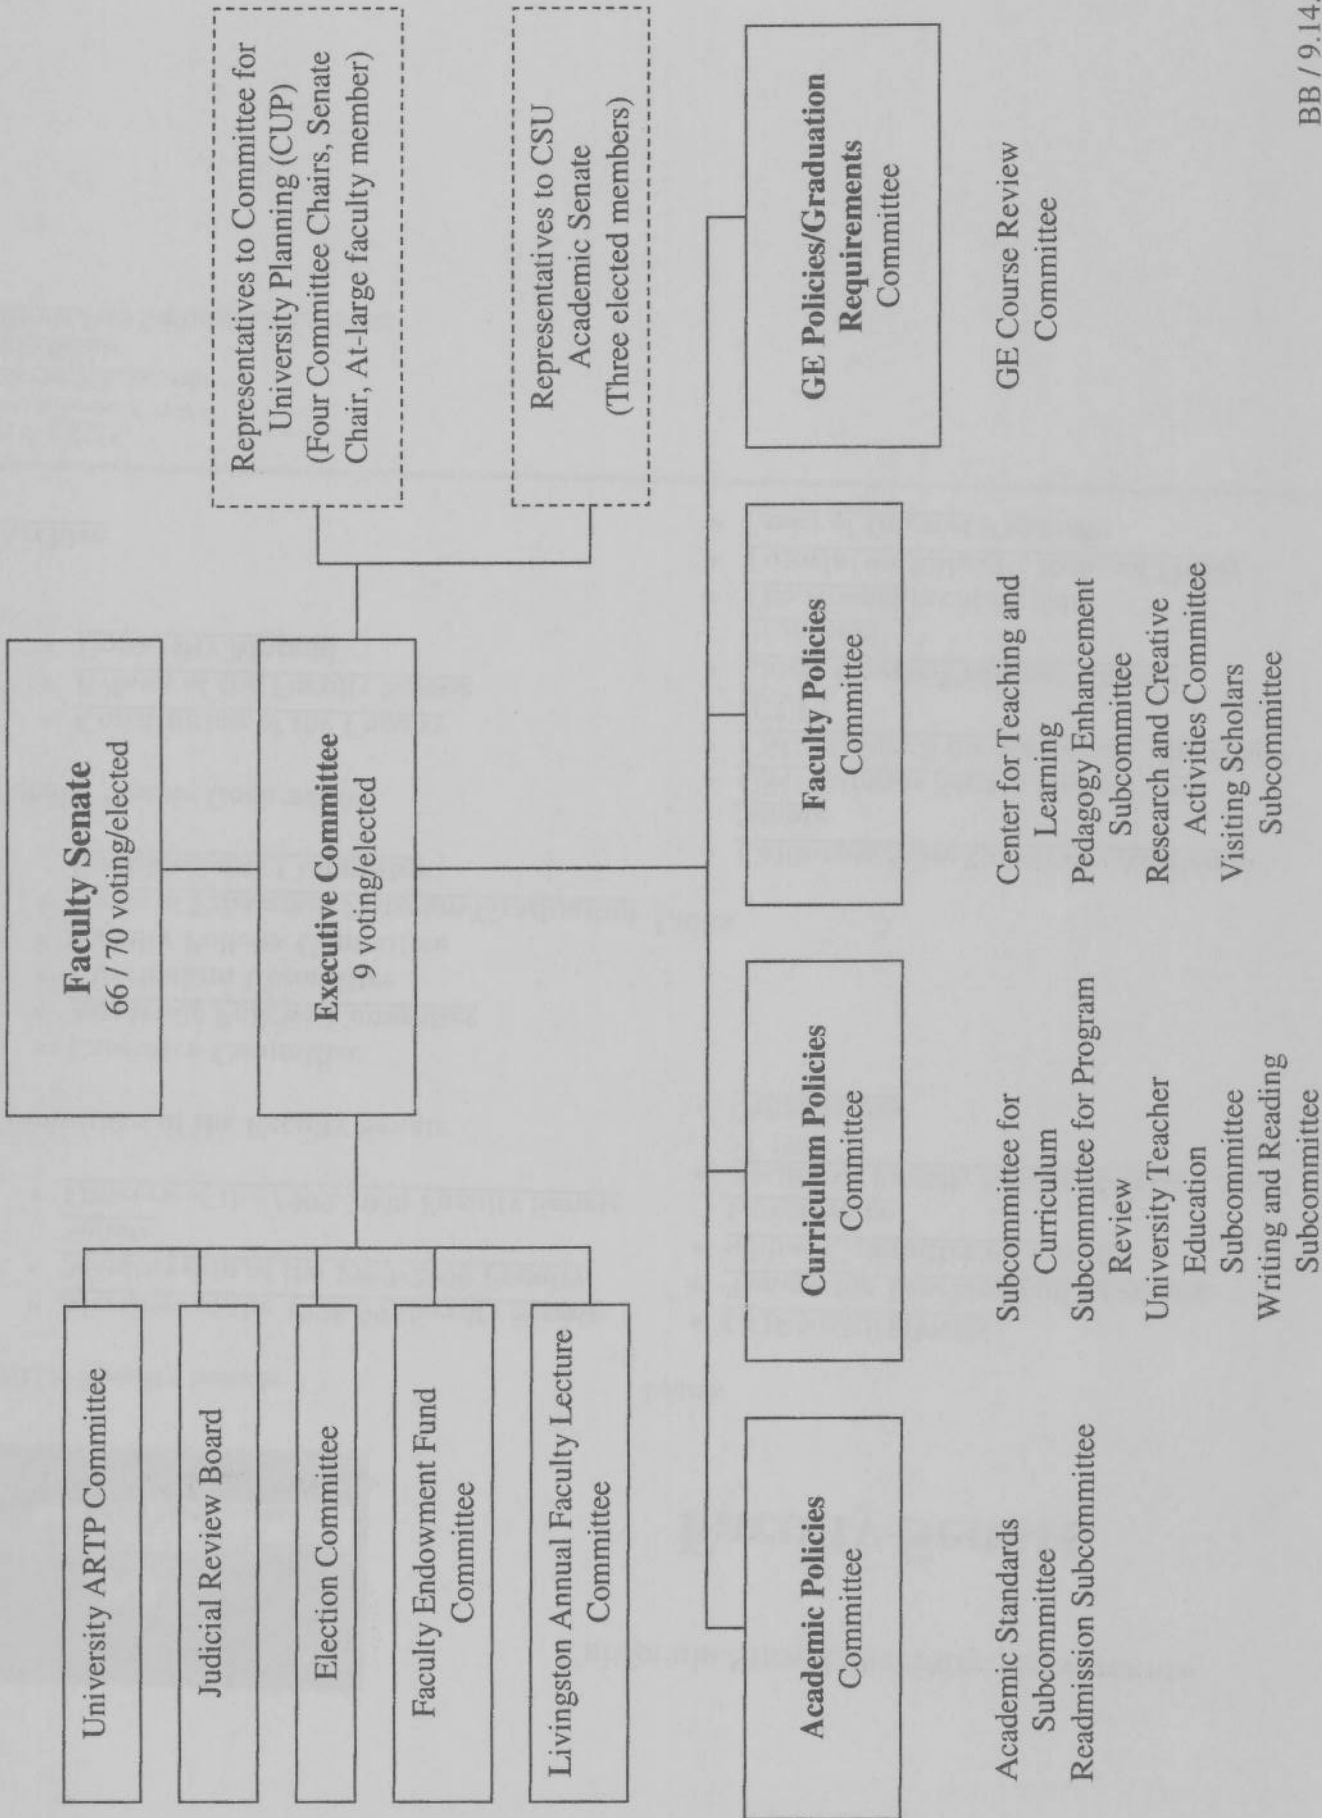 Faculty Senate
66 / 70 voting/elected
Executive Committee
9 voting/elected
University ARTP Committee
Judicial Review Board
Election Committee
Faculty Endowment Fund
Committee
Livingston Annual Faculty Lecture
Committee
Representatives to Committee for
University Planning (CUP)
(Four Committee Chairs, Senate
Chair, At-large faculty member)
Representatives to CSU
Academic Senate
(Three elected members)
Academic Policies
Committee
Academic Standards
Subcommittee
Readmission Subcommittee
Curriculum Policies
Committee
Subcommittee for
Curriculum
Subcommittee for Program
Review
University Teacher
Education
Subcommittee
Writing and Reading
Subcommittee
Faculty Policies
Committee
Center for Teaching and
Learning
Pedagogy Enhancement
Subcommittee
Research and Creative
Activities Committee
Visiting Scholars
Subcommittee
GE Policies/Graduation
Requirements
Committee
GE Course Review
Committee
BB / 9.14.